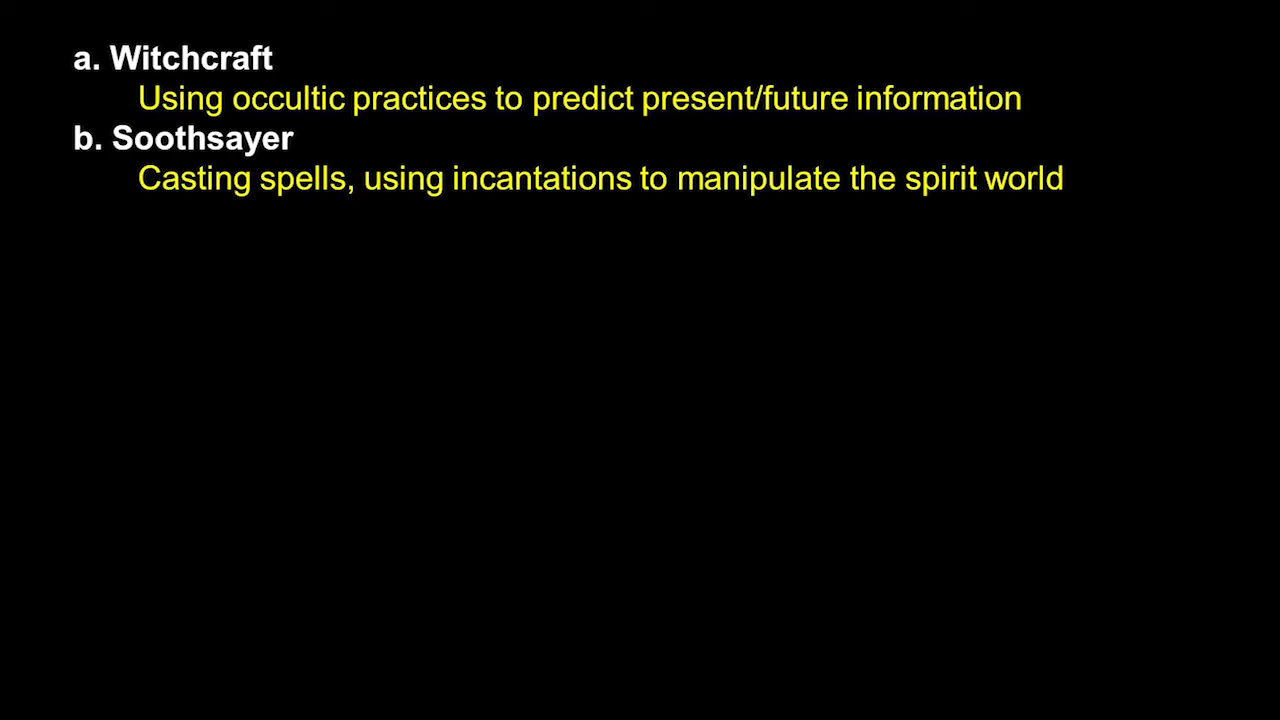 a. Witchcraft
Using occultic practices to predict present/future information
b. Soothsayer
Casting spells, using incantations to manipulate the spirit world